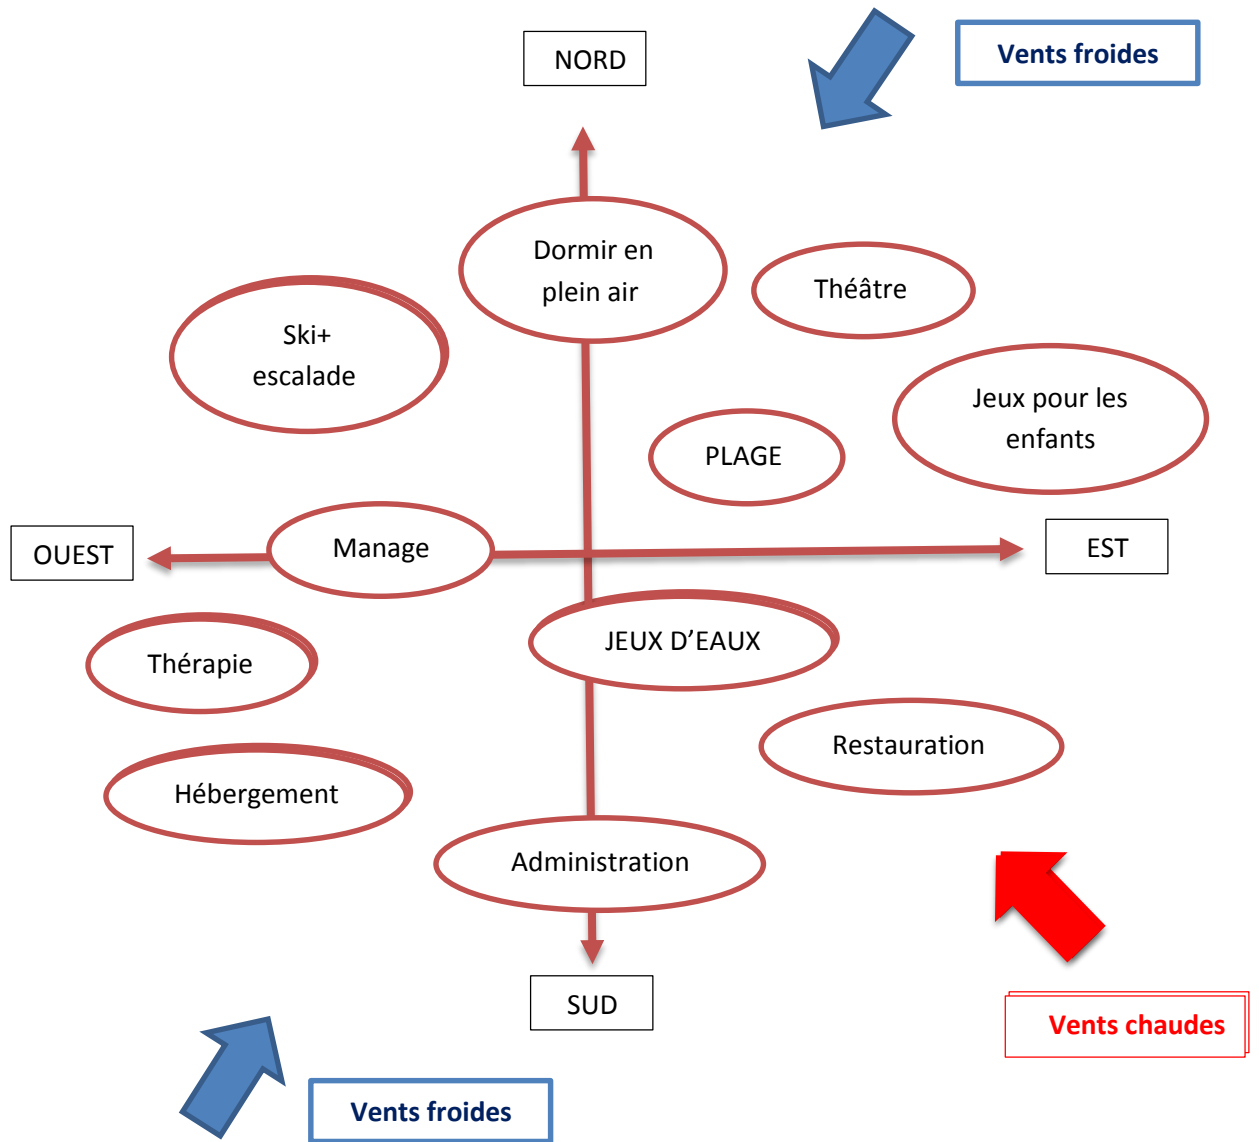 NORD
Vents froides
Dormir en
plein air
Théâtre
Ski+
escalade
Jeux pour les
enfants
PLAGE
OUEST
Manage
EST
JEUX D’EAUX
Thérapie
Restauration
Hébergement
Administration
SUD
Vents chaudes
Vents froides